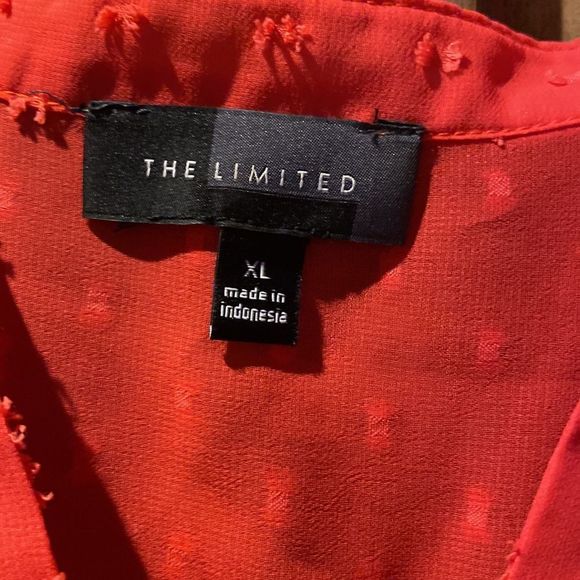 THE LIMITED
XL
made in
indonesia